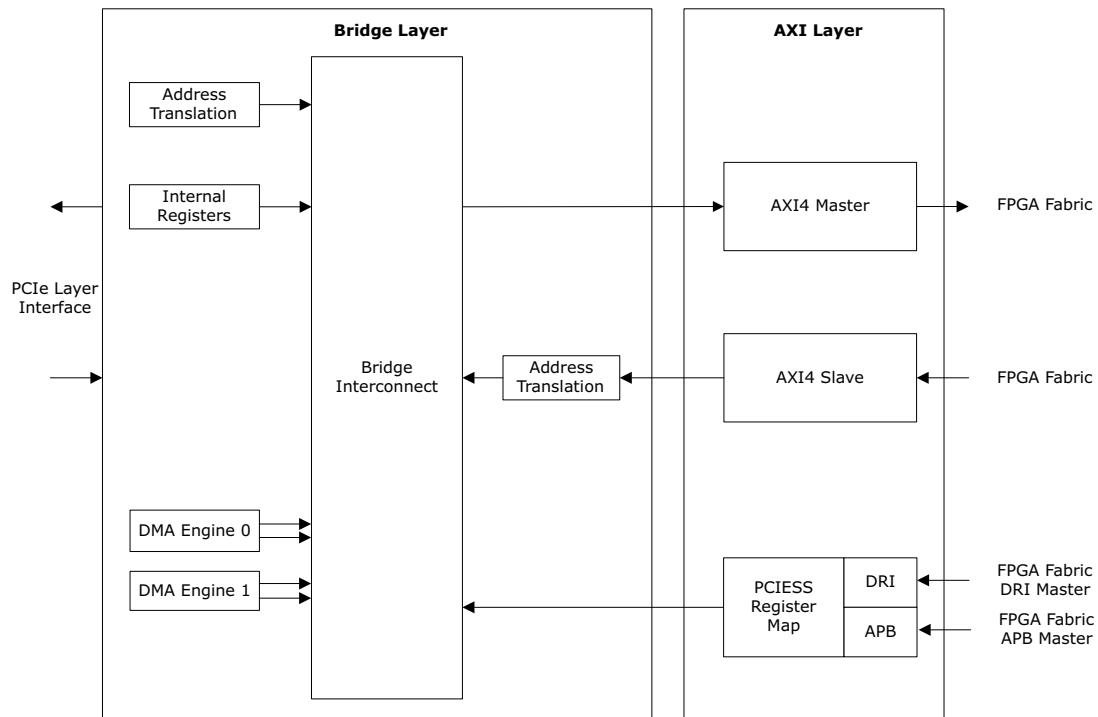 Bridge Layer
AXI Layer
Address
Translation
Internal
Registers
AXI4 Master
FPGA Fabric
PCIe Layer
Interface
Bridge
Interconnect
Address
Translation
AXI4 Slave
FPGA Fabric
DMA Engine 0
DMA Engine 1
PCIESS
Register
Map
DRI
APB
FPGA Fabric
DRI Master
FPGA Fabric
APB Master